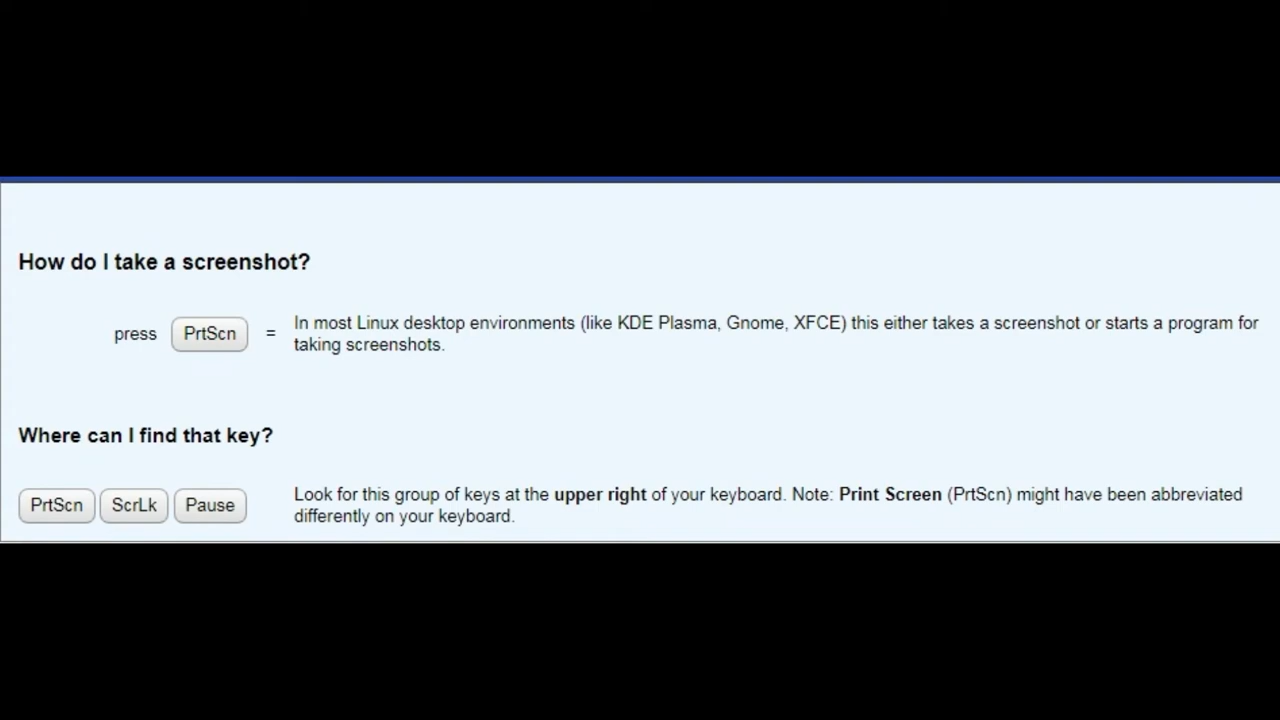 How do I take a screenshot?
press PrtScn = In most Linux desktop environments (like KDE Plasma, Gnome, XFCE) this either takes a screenshot or starts a program for
taking screenshots.
Where can I find that key?
PrtScn ScrLk Pause Look for this group of keys at the upper right of your keyboard. Note: Print Screen (PrtScn) might have been abbreviated
differently on your keyboard.